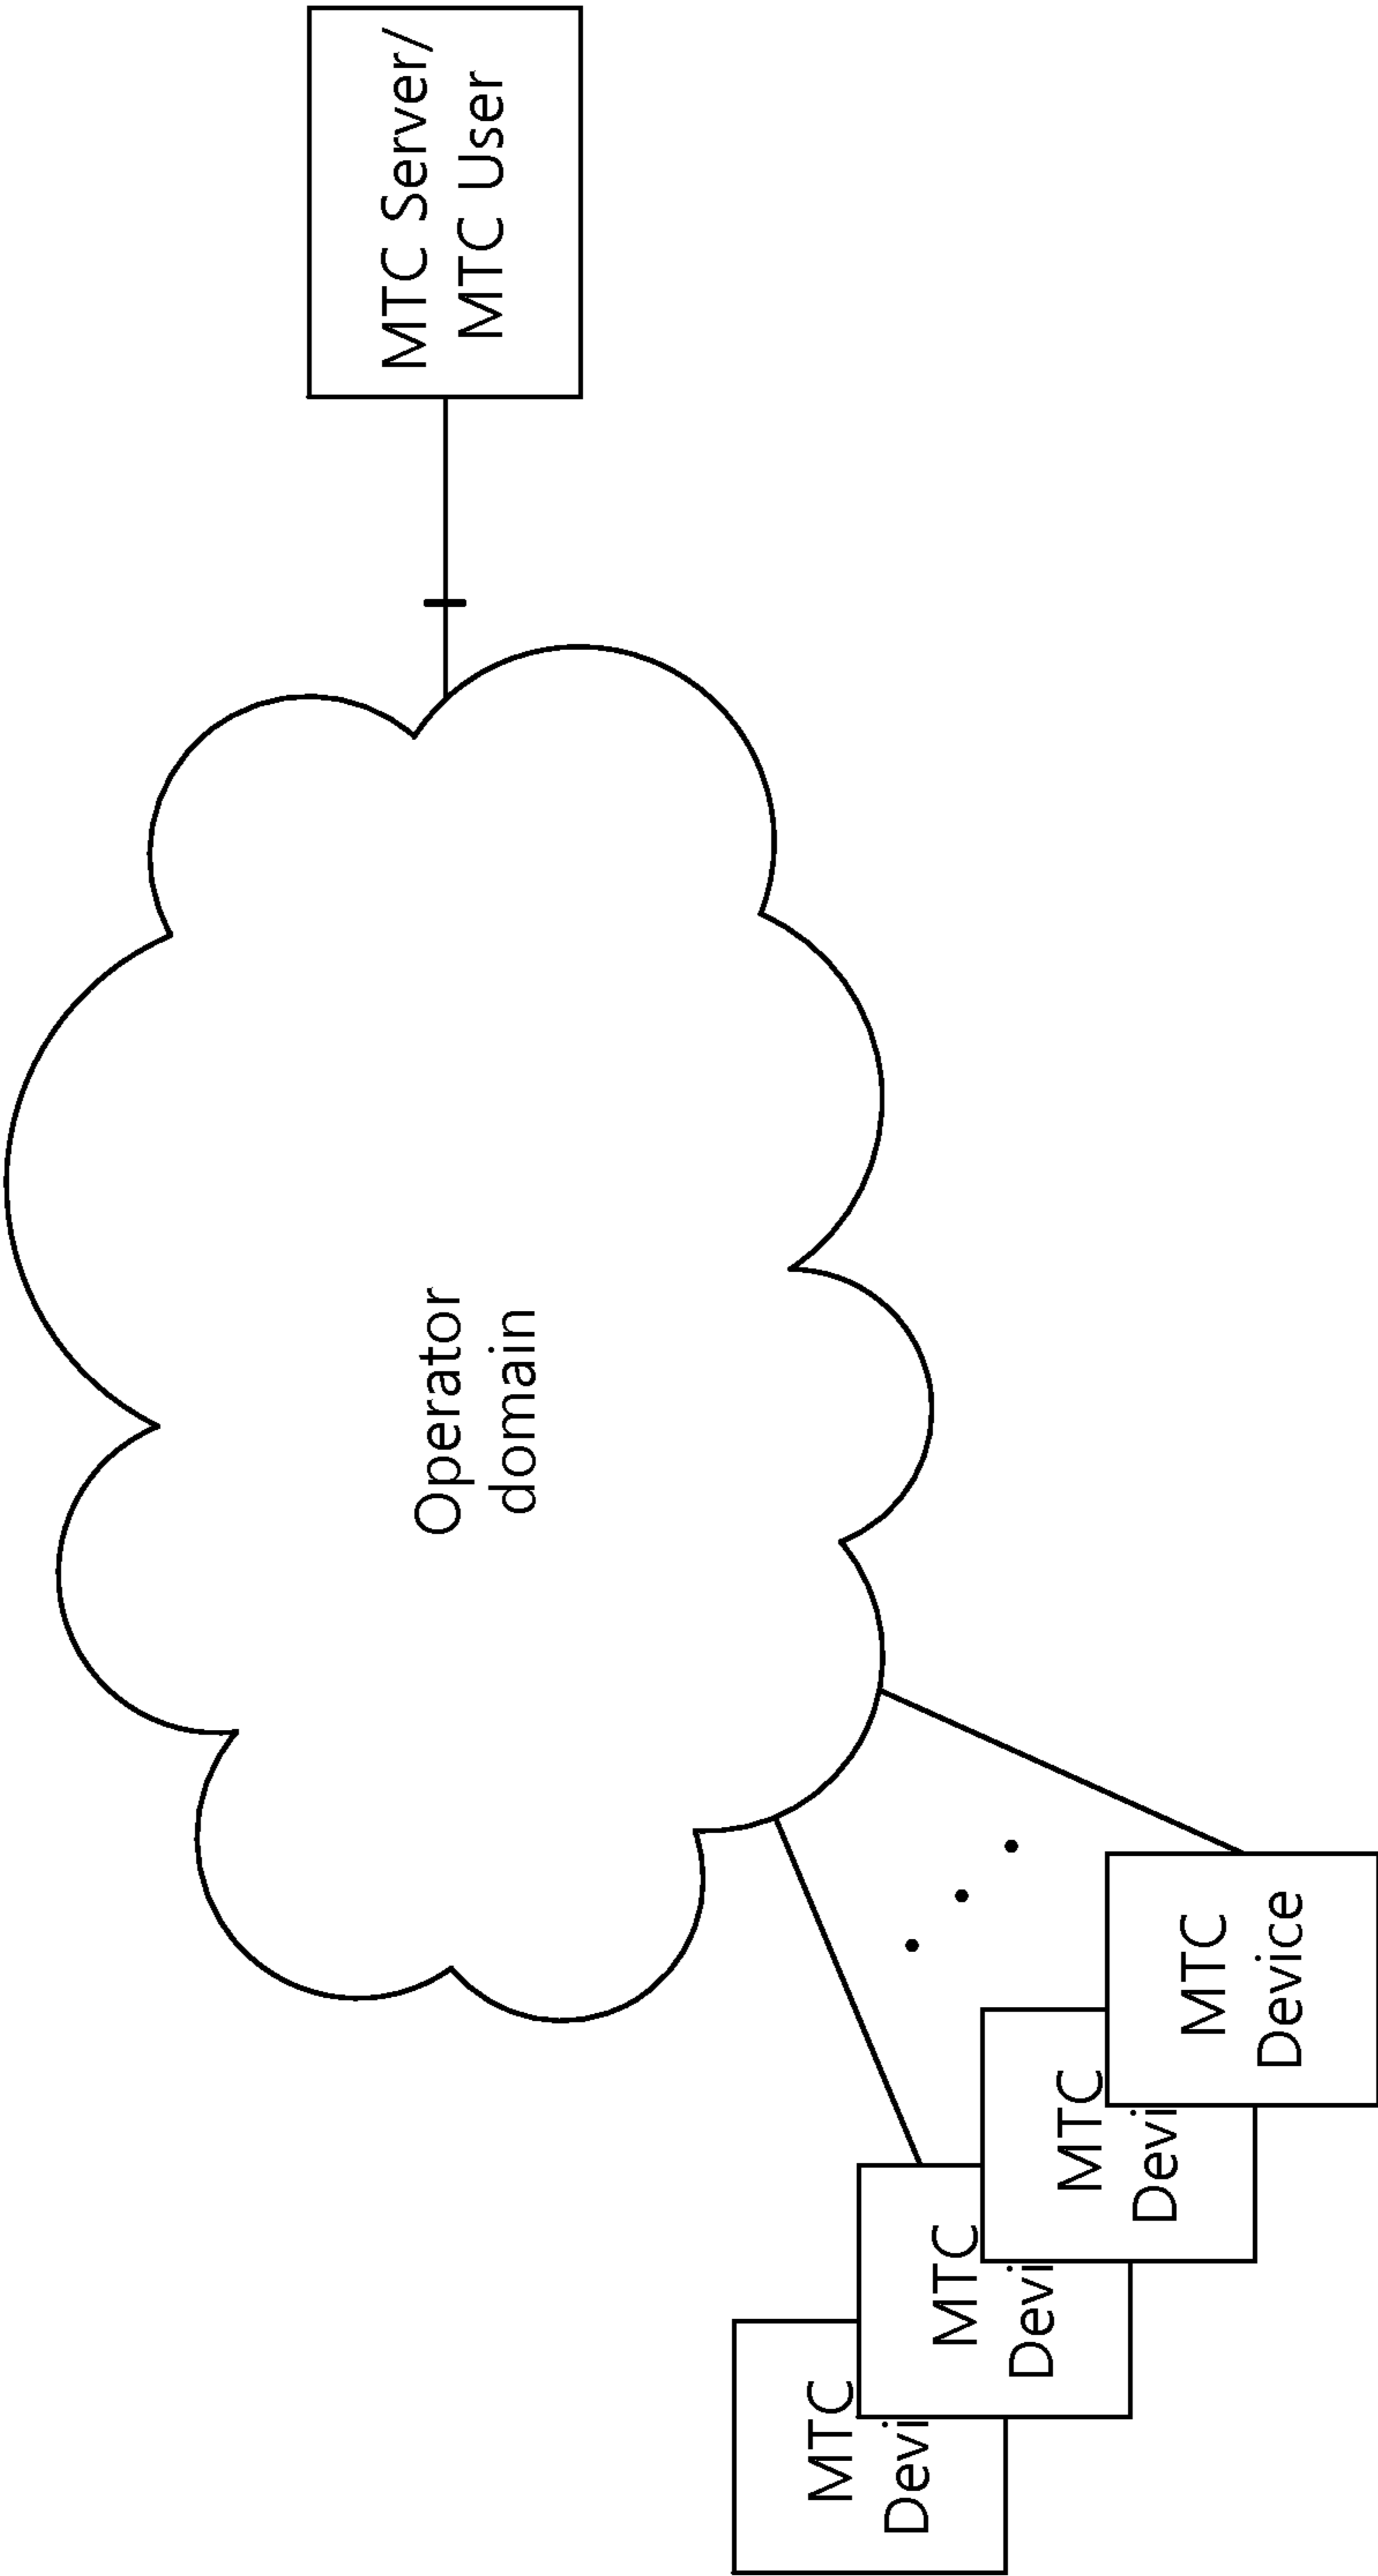 MTC Server/
MTC User
Operator
domain
MTC
Devi
MTC
Devi
MTC
Devi
MTC
Device